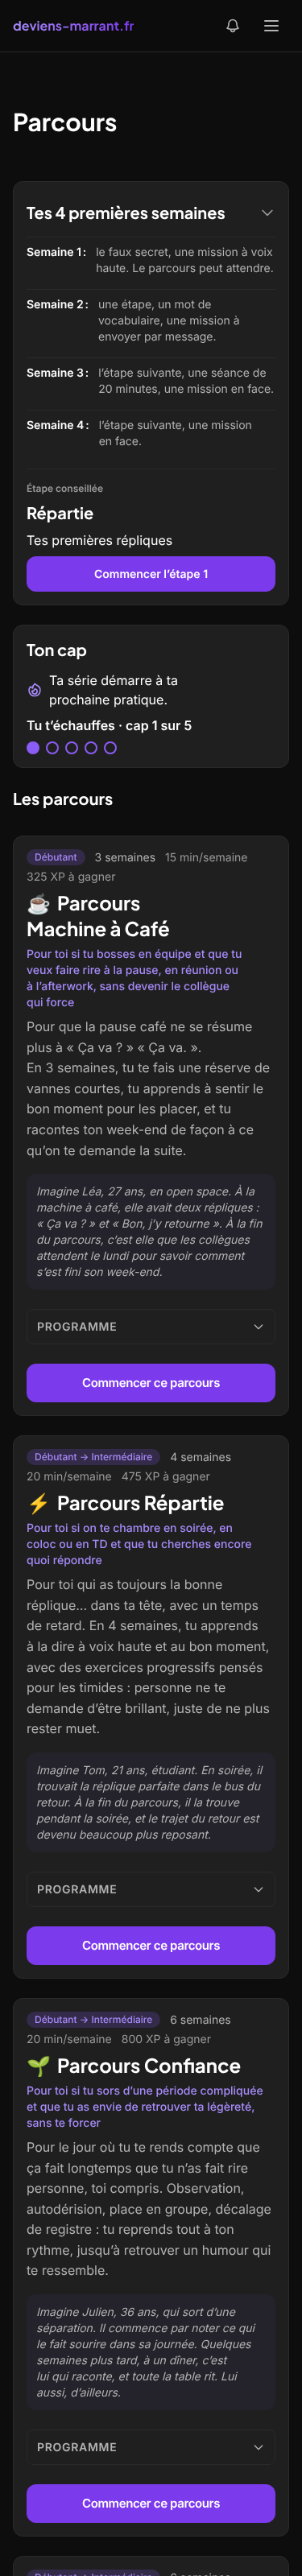 deviens-marrant.fr
Parcours
Tes 4 premières semaines
Semaine 1 : le faux secret, une mission à voix
haute. Le parcours peut attendre.
Semaine 2 : une étape, un mot de
vocabulaire, une mission à
envoyer par message.
Semaine 3 : l’étape suivante, une séance de
20 minutes, une mission en face.
Semaine 4 : l’étape suivante, une mission
en face.
Étape conseillée
Répartie
Tes premières répliques
Commencer l’étape 1
Ton cap
Ta série démarre à ta
prochaine pratique.
Tu t’échauffes · cap 1 sur 5
Les parcours
Débutant 3 semaines 15 min/semaine
325 XP à gagner
☕ Parcours
Machine à Café
Pour toi si tu bosses en équipe et que tu
veux faire rire à la pause, en réunion ou
à l’afterwork, sans devenir le collègue
qui force
Pour que la pause café ne se résume
plus à « Ça va ? » « Ça va. ».
En 3 semaines, tu te fais une réserve de
vannes courtes, tu apprends à sentir le
bon moment pour les placer, et tu
racontes ton week-end de façon à ce
qu’on te demande la suite.
Imagine Léa, 27 ans, en open space. À la
machine à café, elle avait deux répliques :
« Ça va ? » et « Bon, j’y retourne ». À la fin
du parcours, c’est elle que les collègues
attendent le lundi pour savoir comment
s’est fini son week-end.
PROGRAMME
Commencer ce parcours
Débutant → Intermédiaire 4 semaines
20 min/semaine 475 XP à gagner
⚡ Parcours Répartie
Pour toi si on te chambre en soirée, en
coloc ou en TD et que tu cherches encore
quoi répondre
Pour toi qui as toujours la bonne
réplique… dans ta tête, avec un temps
de retard. En 4 semaines, tu apprends
à la dire à voix haute et au bon moment,
avec des exercices progressifs pensés
pour les timides : personne ne te
demande d’être brillant, juste de ne plus
rester muet.
Imagine Tom, 21 ans, étudiant. En soirée, il
trouvait la réplique parfaite dans le bus du
retour. À la fin du parcours, il la trouve
pendant la soirée, et le trajet du retour est
devenu beaucoup plus reposant.
PROGRAMME
Commencer ce parcours
Débutant → Intermédiaire 6 semaines
20 min/semaine 800 XP à gagner
🌱 Parcours Confiance
Pour toi si tu sors d’une période compliquée
et que tu as envie de retrouver ta légèreté,
sans te forcer
Pour le jour où tu te rends compte que
ça fait longtemps que tu n’as fait rire
personne, toi compris. Observation,
autodérision, place en groupe, décalage
de registre : tu reprends tout à ton
rythme, jusqu’à retrouver un humour qui
te ressemble.
Imagine Julien, 36 ans, qui sort d’une
séparation. Il commence par noter ce qui
le fait sourire dans sa journée. Quelques
semaines plus tard, à un dîner, c’est
lui qui raconte, et toute la table rit. Lui
aussi, d’ailleurs.
PROGRAMME
Commencer ce parcours